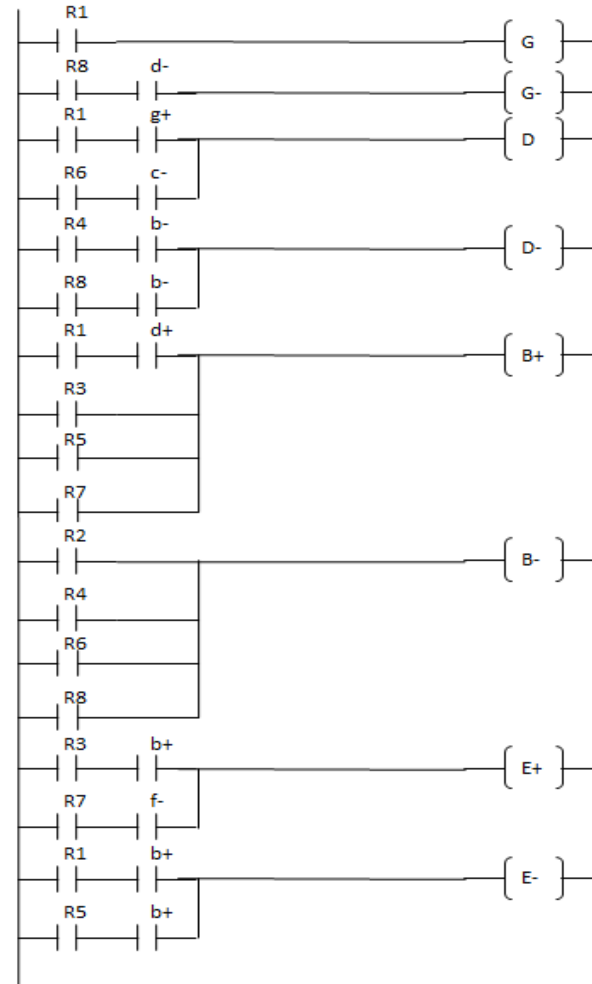 R1
G
R8 d-
G-
R1 g+
D
R6 c-
R4 b-
D-
R8 b-
R1 d+
B+
R3
R5
R7
R2
B-
R4
R6
R8
R3 b+
E+
R7 f-
R1 b+
E-
R5 b+